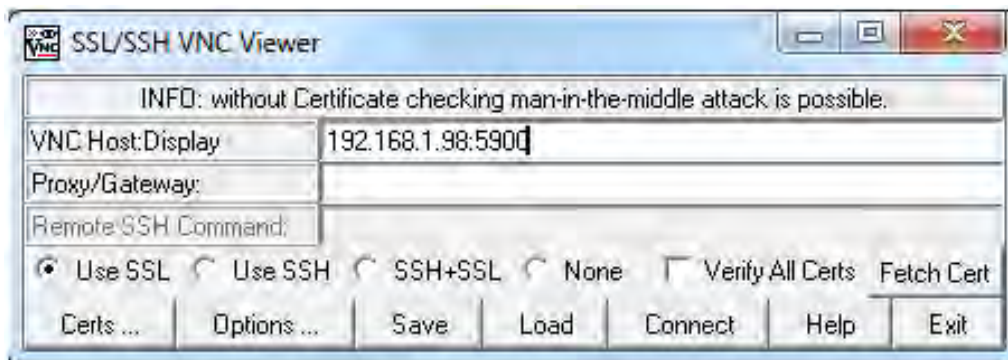 VNC SSL/SSH VNC Viewer
INFO: without Certificate checking man-in-the-middle attack is possible.
VNC Host:Display 192.168.1.98:5900
Proxy/Gateway:
Remote SSH Command:
Use SSL Use SSH SSH+SSL None Verify All Certs Fetch Cert
Certs ... Options ... Save Load Connect Help Exit